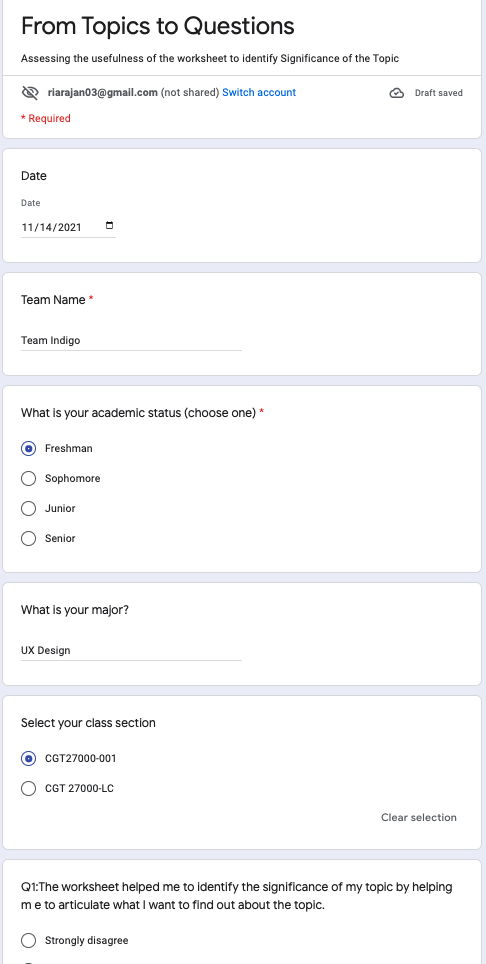 From Topics to Questions
Assessing the usefulness of the worksheet to identify Significance of the Topic
riarajan03@gmail.com (not shared) Switch account
Draft saved
* Required
Date
Date
11/14/2021
Team Name *
Team Indigo
What is your academic status (choose one) *
Freshman
Sophomore
Junior
Senior
What is your major?
UX Design
Select your class section
CGT27000-001
CGT 27000-LC
Clear selection
Q1:The worksheet helped me to identify the significance of my topic by helping
m e to articulate what I want to find out about the topic.
Strongly disagree